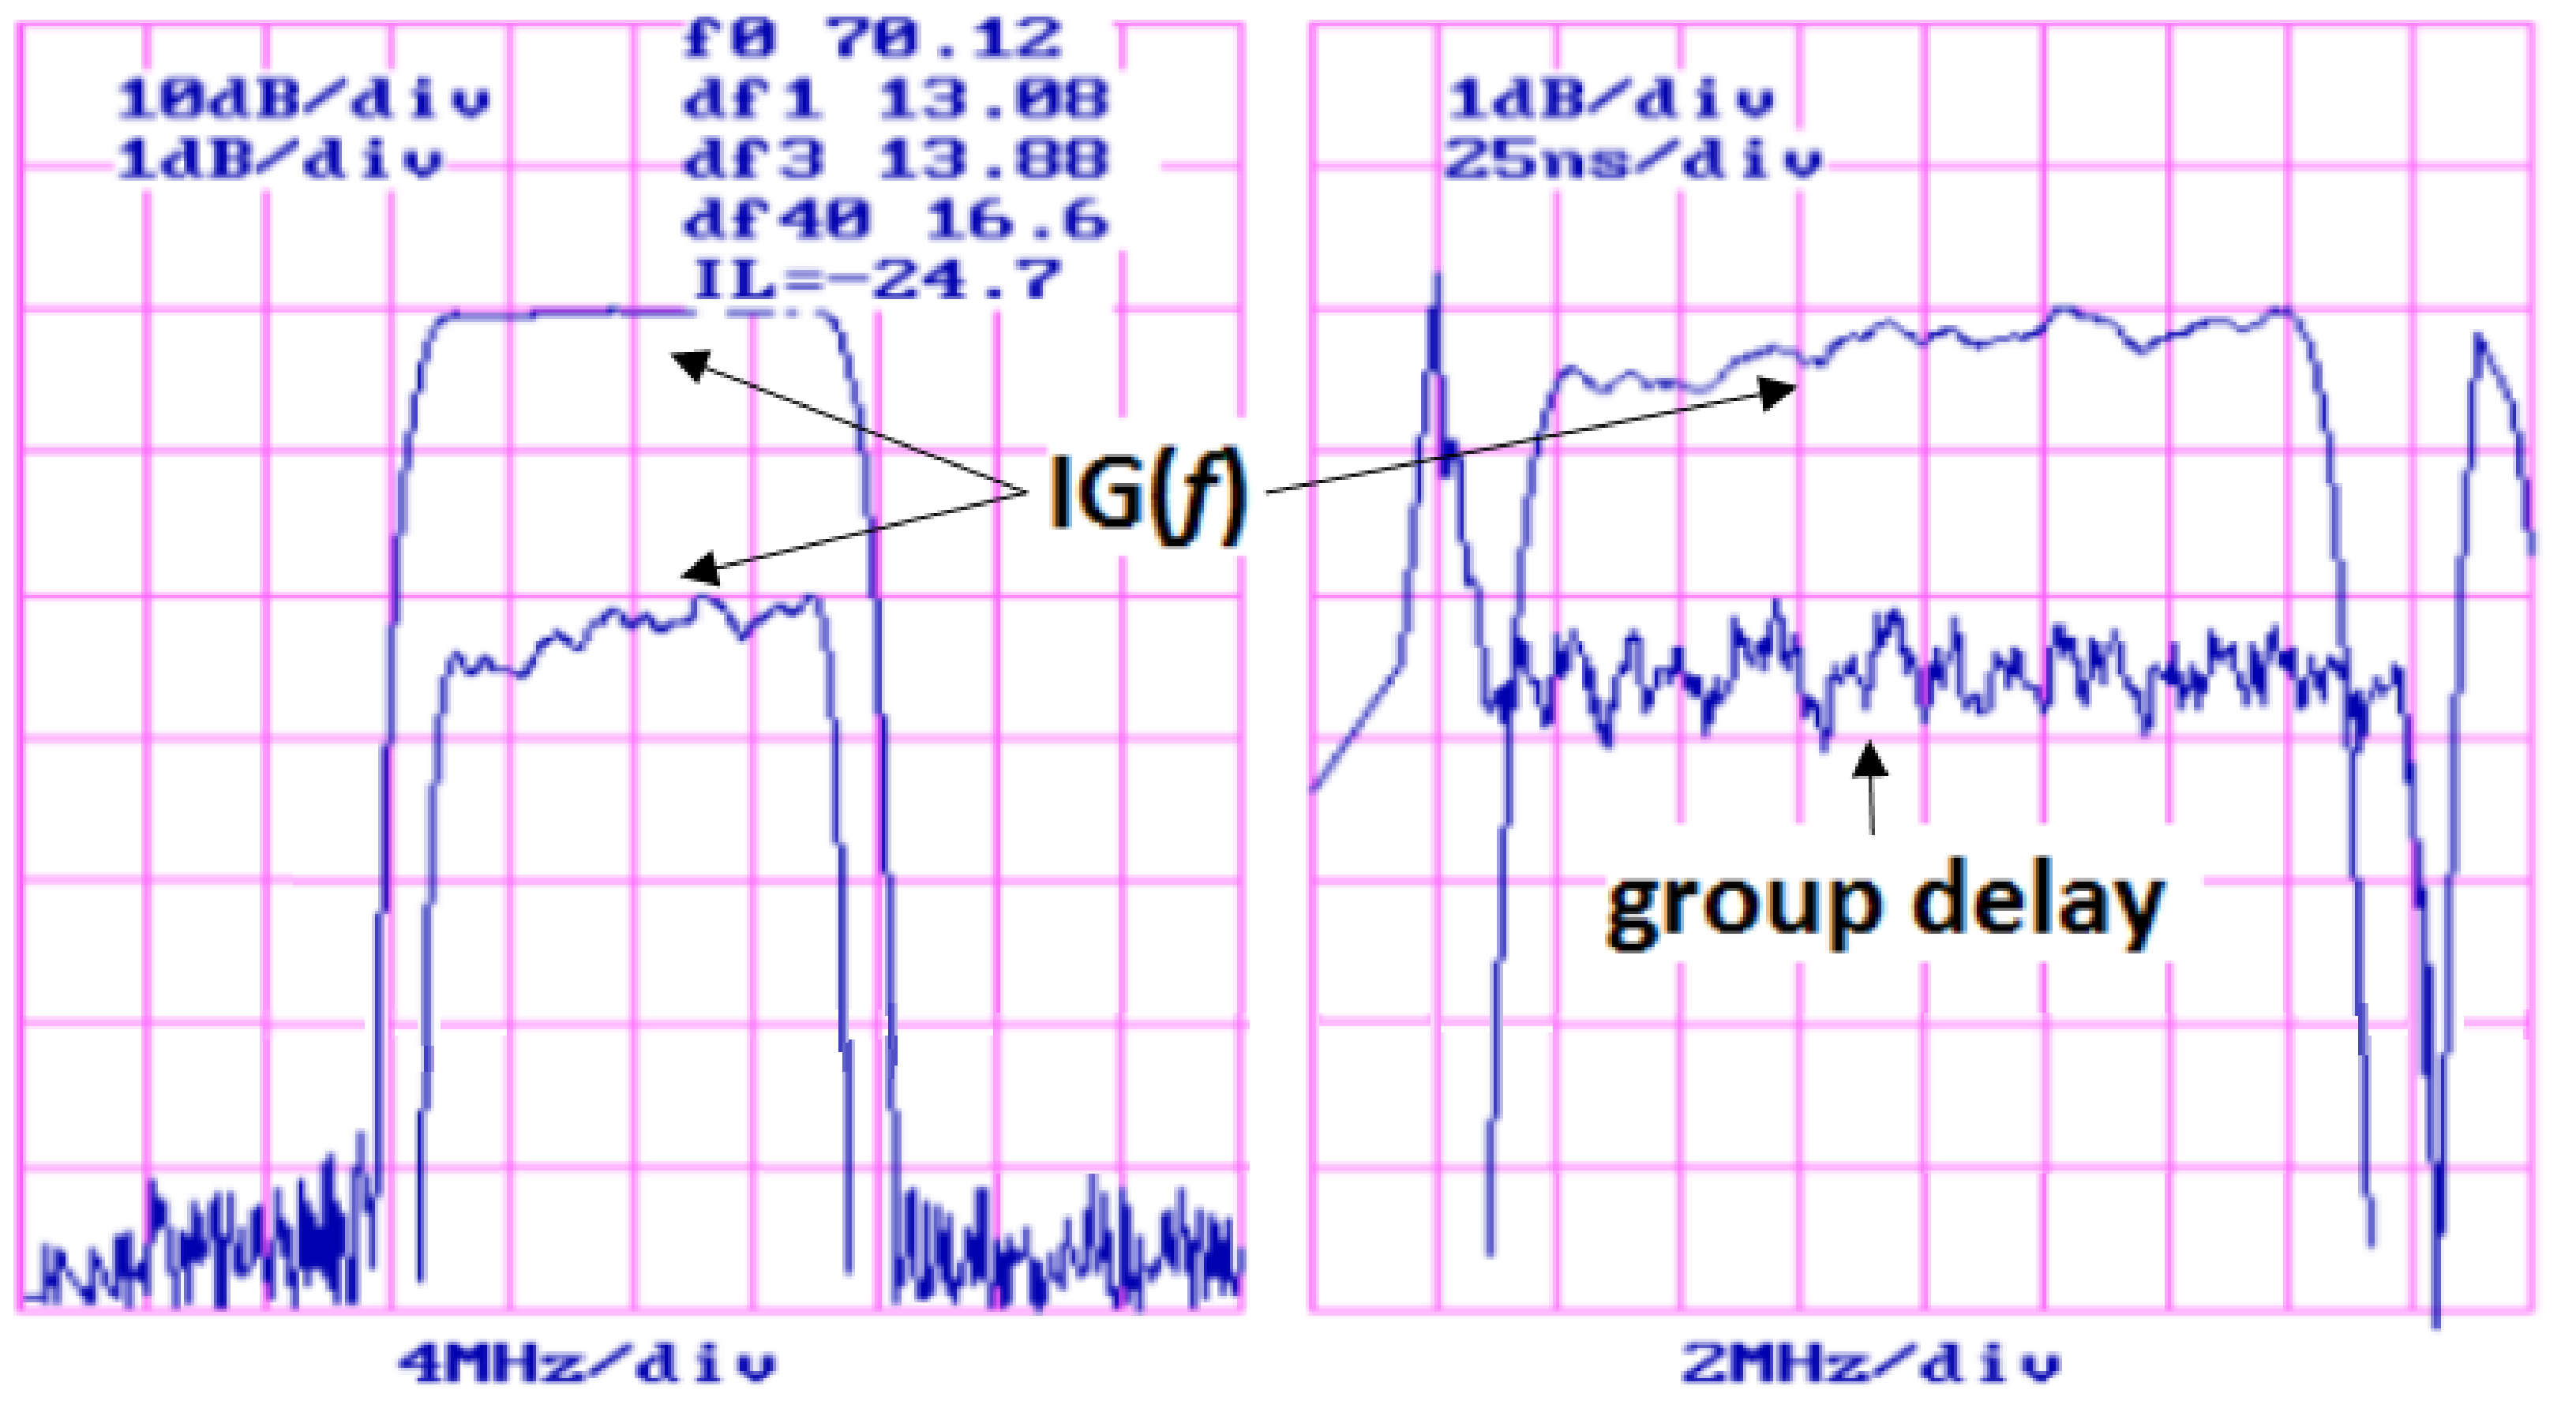 f0 70.12
10dB/div
df1 13.08
1dB/div
df3 13.88
df40 16.6
IL=-24.7
1dB/div
25ns/div
IG(f)
group delay
4MHz/div
2MHz/div